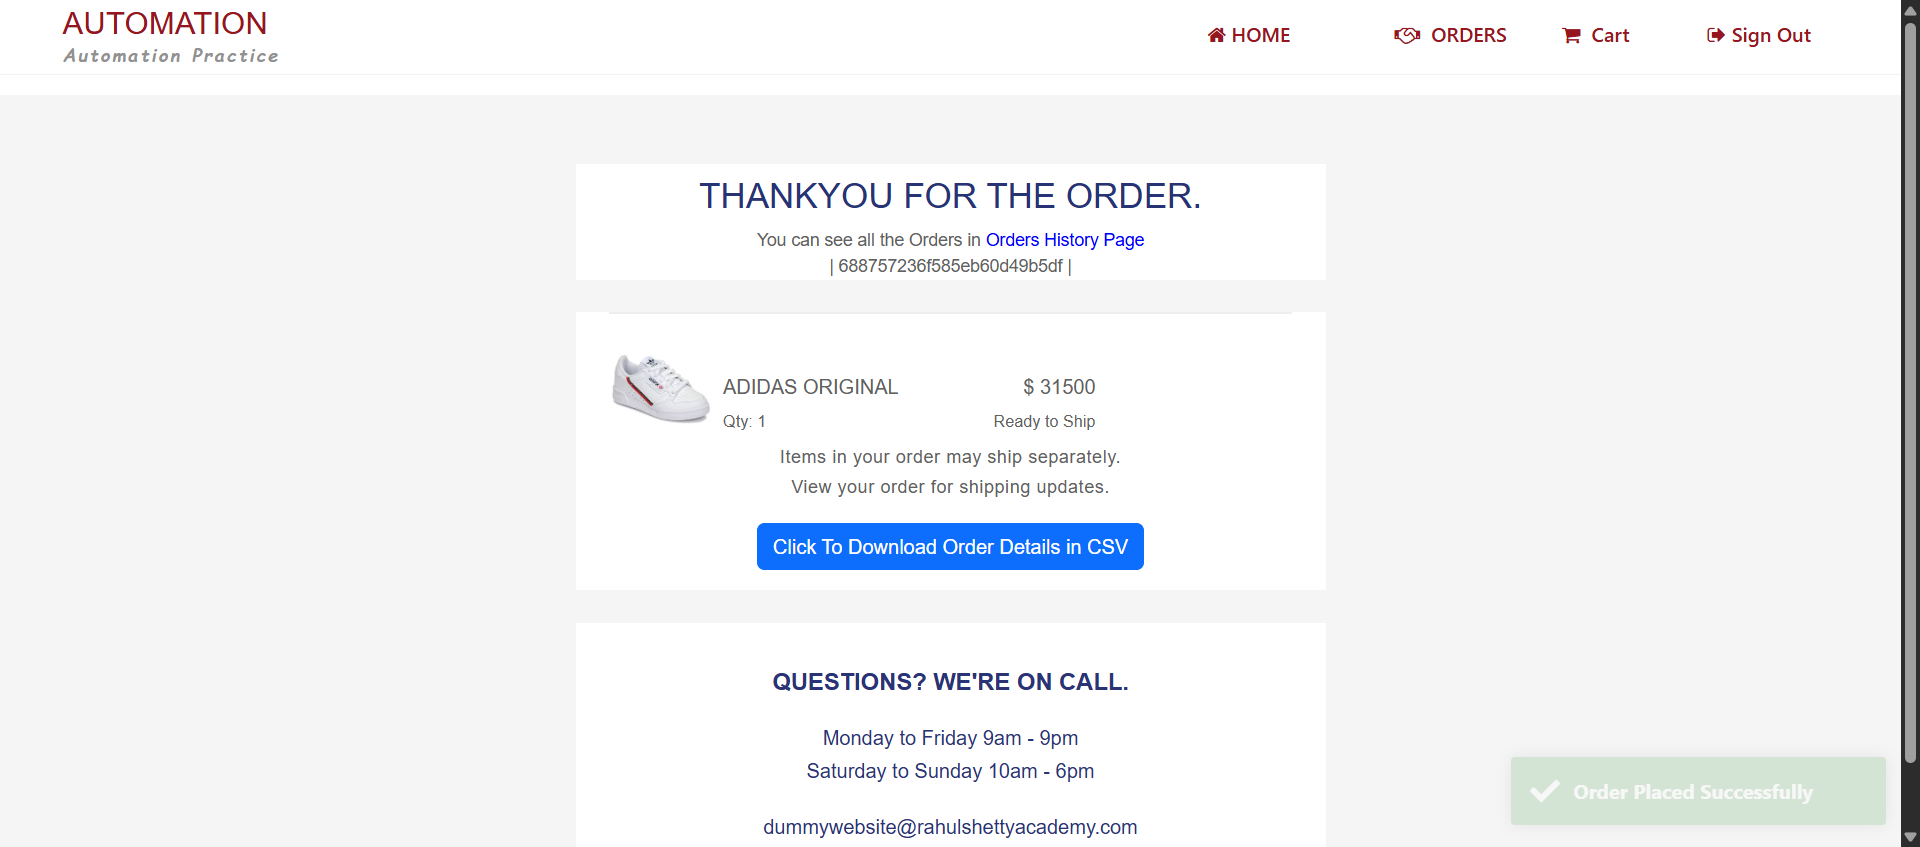 AUTOMATION
Automation Practice
HOME
ORDERS
Cart
Sign Out
THANKYOU FOR THE ORDER.
You can see all the Orders in Orders History Page
| 688757236f585eb60d49b5df |
ADIDAS ORIGINAL
$ 31500
Qty: 1
Ready to Ship
Items in your order may ship separately.
View your order for shipping updates.
Click To Download Order Details in CSV
QUESTIONS? WE'RE ON CALL.
Monday to Friday 9am - 9pm
Saturday to Sunday 10am - 6pm
dummywebsite@rahulshettyacademy.com
Order Placed Successfully